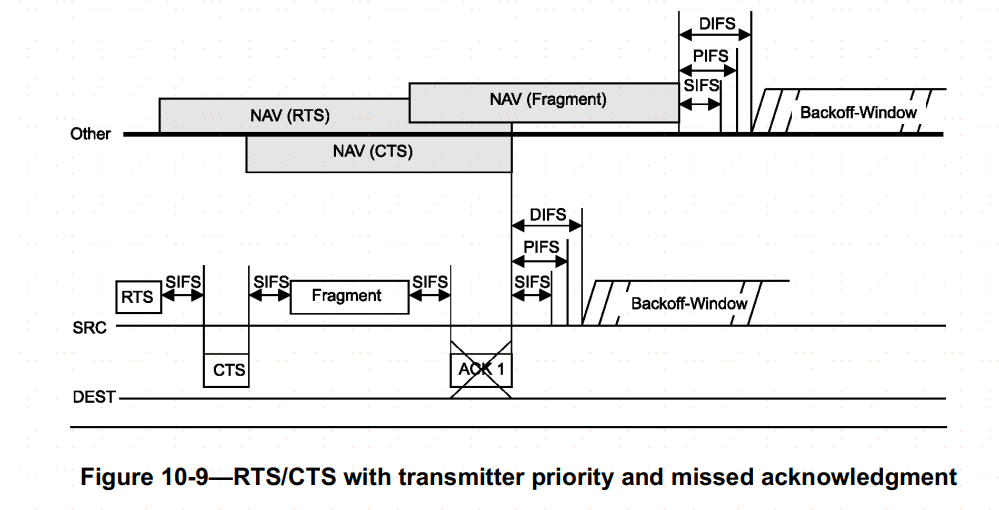 DIFS
PIFS
SIFS
NAV (Fragment)
NAV (RTS)
Backoff-Window
Other
NAV (CTS)
DIFS
PIFS
SIFS SIFS SIFS SIFS
RTS
Fragment
Backoff-Window
SRC
CTS
ACK 1
DEST
Figure 10-9—RTS/CTS with transmitter priority and missed acknowledgment